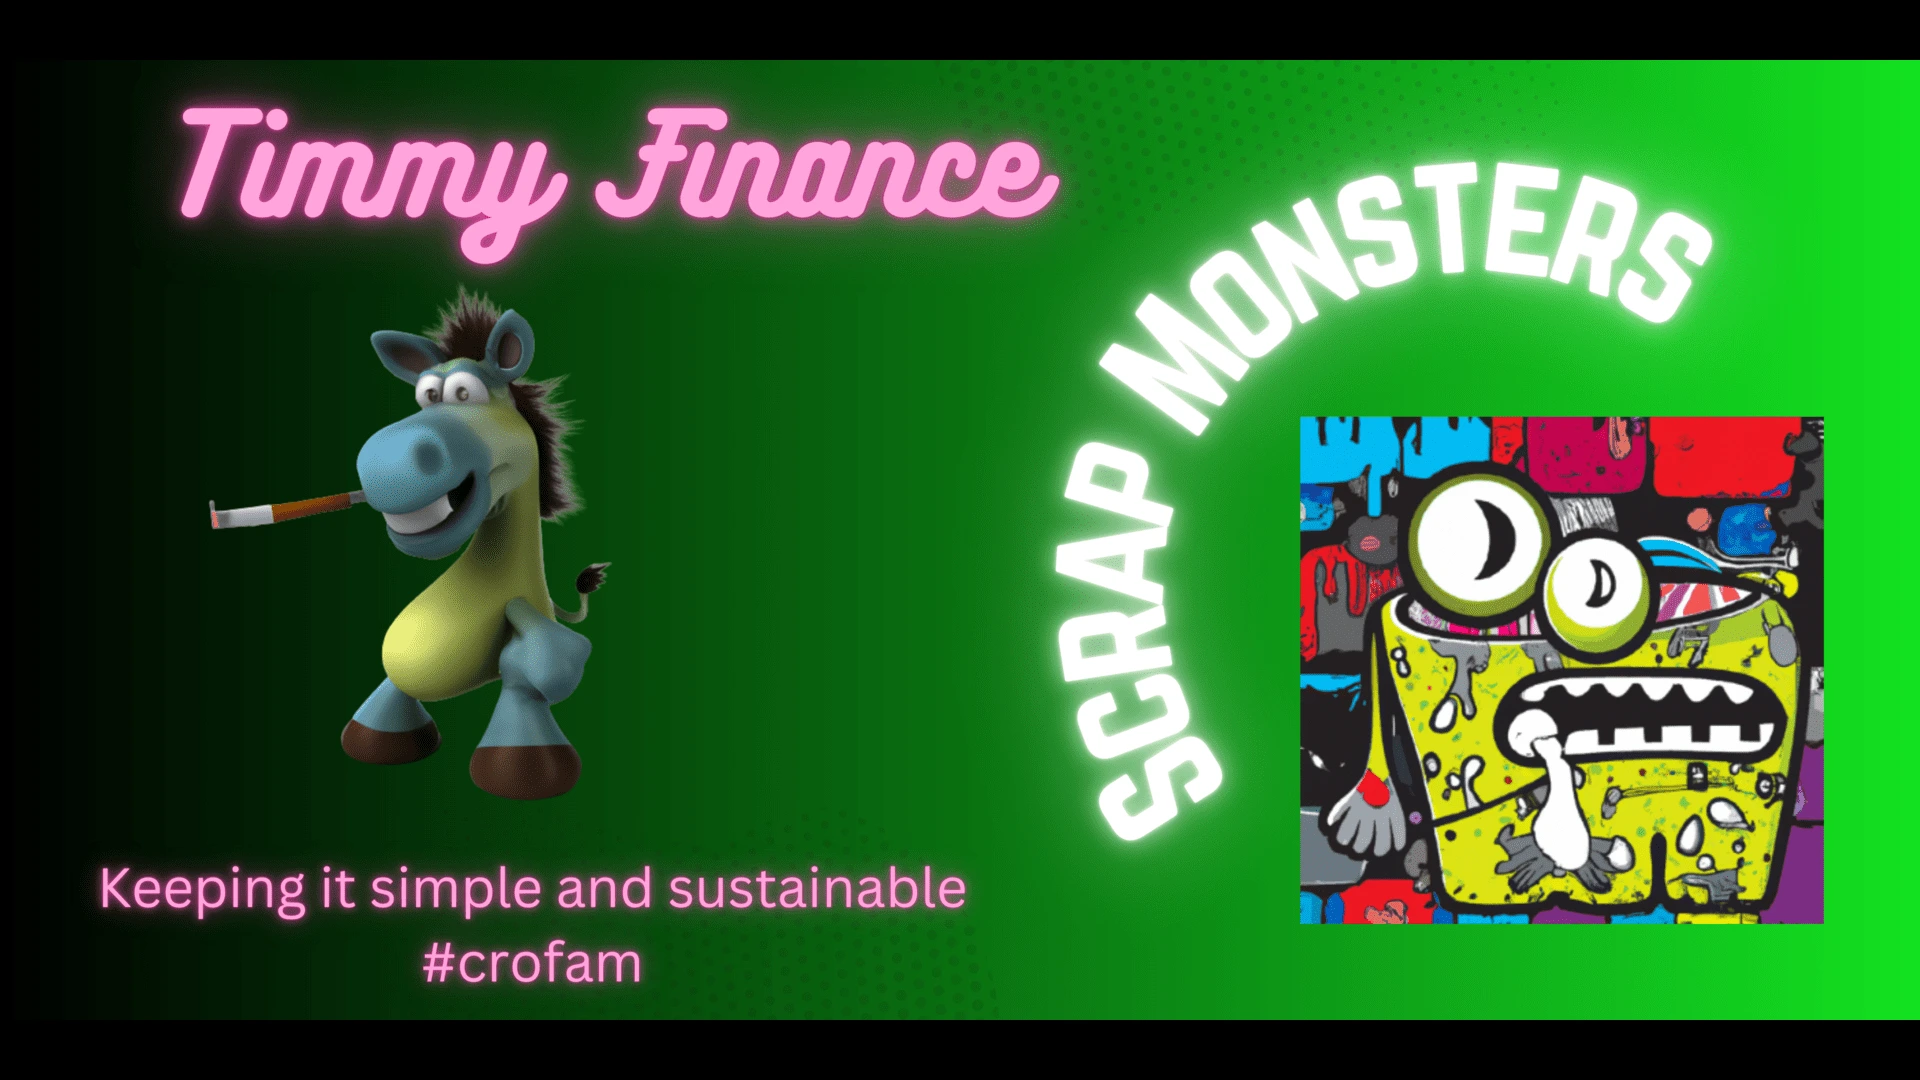 Timmy Finance
SCRAP MONSTERS
Keeping it simple and sustainable
#crofam